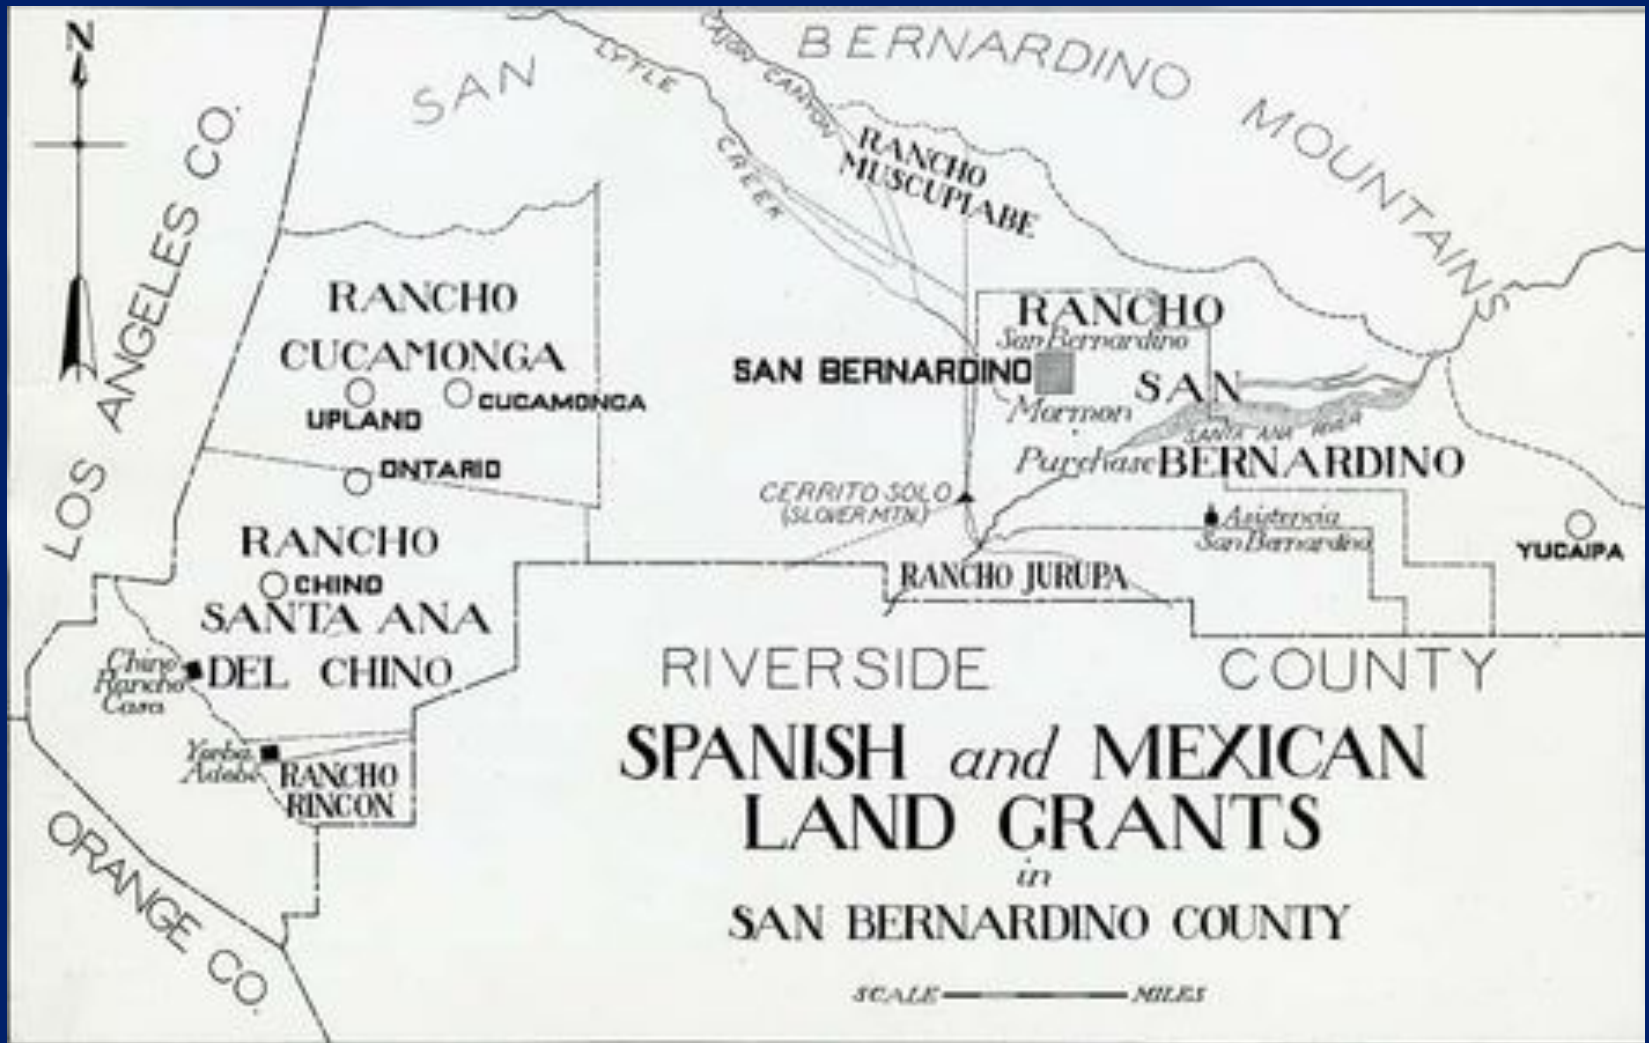 N
SAN BERNARDINO MOUNTAINS
LYTLE CREEK
CAJON CANYON
LOS ANGELES CO.
RANCHO
MUSCUPIABE
RANCHO
CUCAMONGA
UPLAND
CUCAMONGA
ONTARIO
RANCHO
San Bernardino
SAN BERNARDINO
SAN
Mormon
SANTA ANA RIVER
Purchase
BERNARDINO
CERRITO SOLO
(SLOVER MTN.)
Asistencia
San Bernardino
YUCAIPA
RANCHO
CHINO
SANTA ANA
DEL CHINO
RANCHO JURUPA
Chino
Rancho
Casa
Yorba
Adobe
RANCHO
RINCON
RIVERSIDE COUNTY
ORANGE CO.
SPANISH and MEXICAN
LAND GRANTS
in
SAN BERNARDINO COUNTY
SCALE MILES